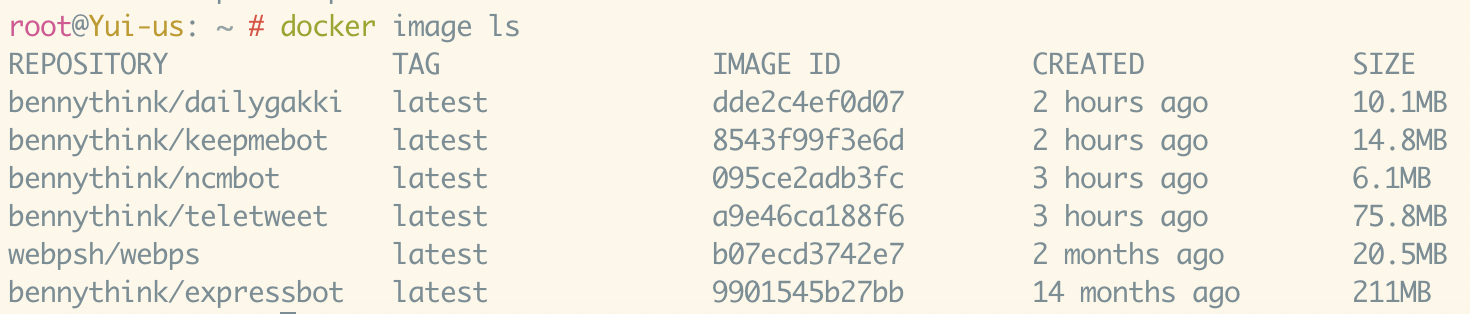 root@Yui-us: ~ # docker image ls
REPOSITORY TAG IMAGE ID CREATED SIZE
bennythink/dailygakki latest dde2c4ef0d07 2 hours ago 10.1MB
bennythink/keepmebot latest 8543f99f3e6d 2 hours ago 14.8MB
bennythink/ncmbot latest 095ce2adb3fc 3 hours ago 6.1MB
bennythink/teletweet latest a9e46ca188f6 3 hours ago 75.8MB
webpsh/webps latest b07ecd3742e7 2 months ago 20.5MB
bennythink/expressbot latest 9901545b27bb 14 months ago 211MB